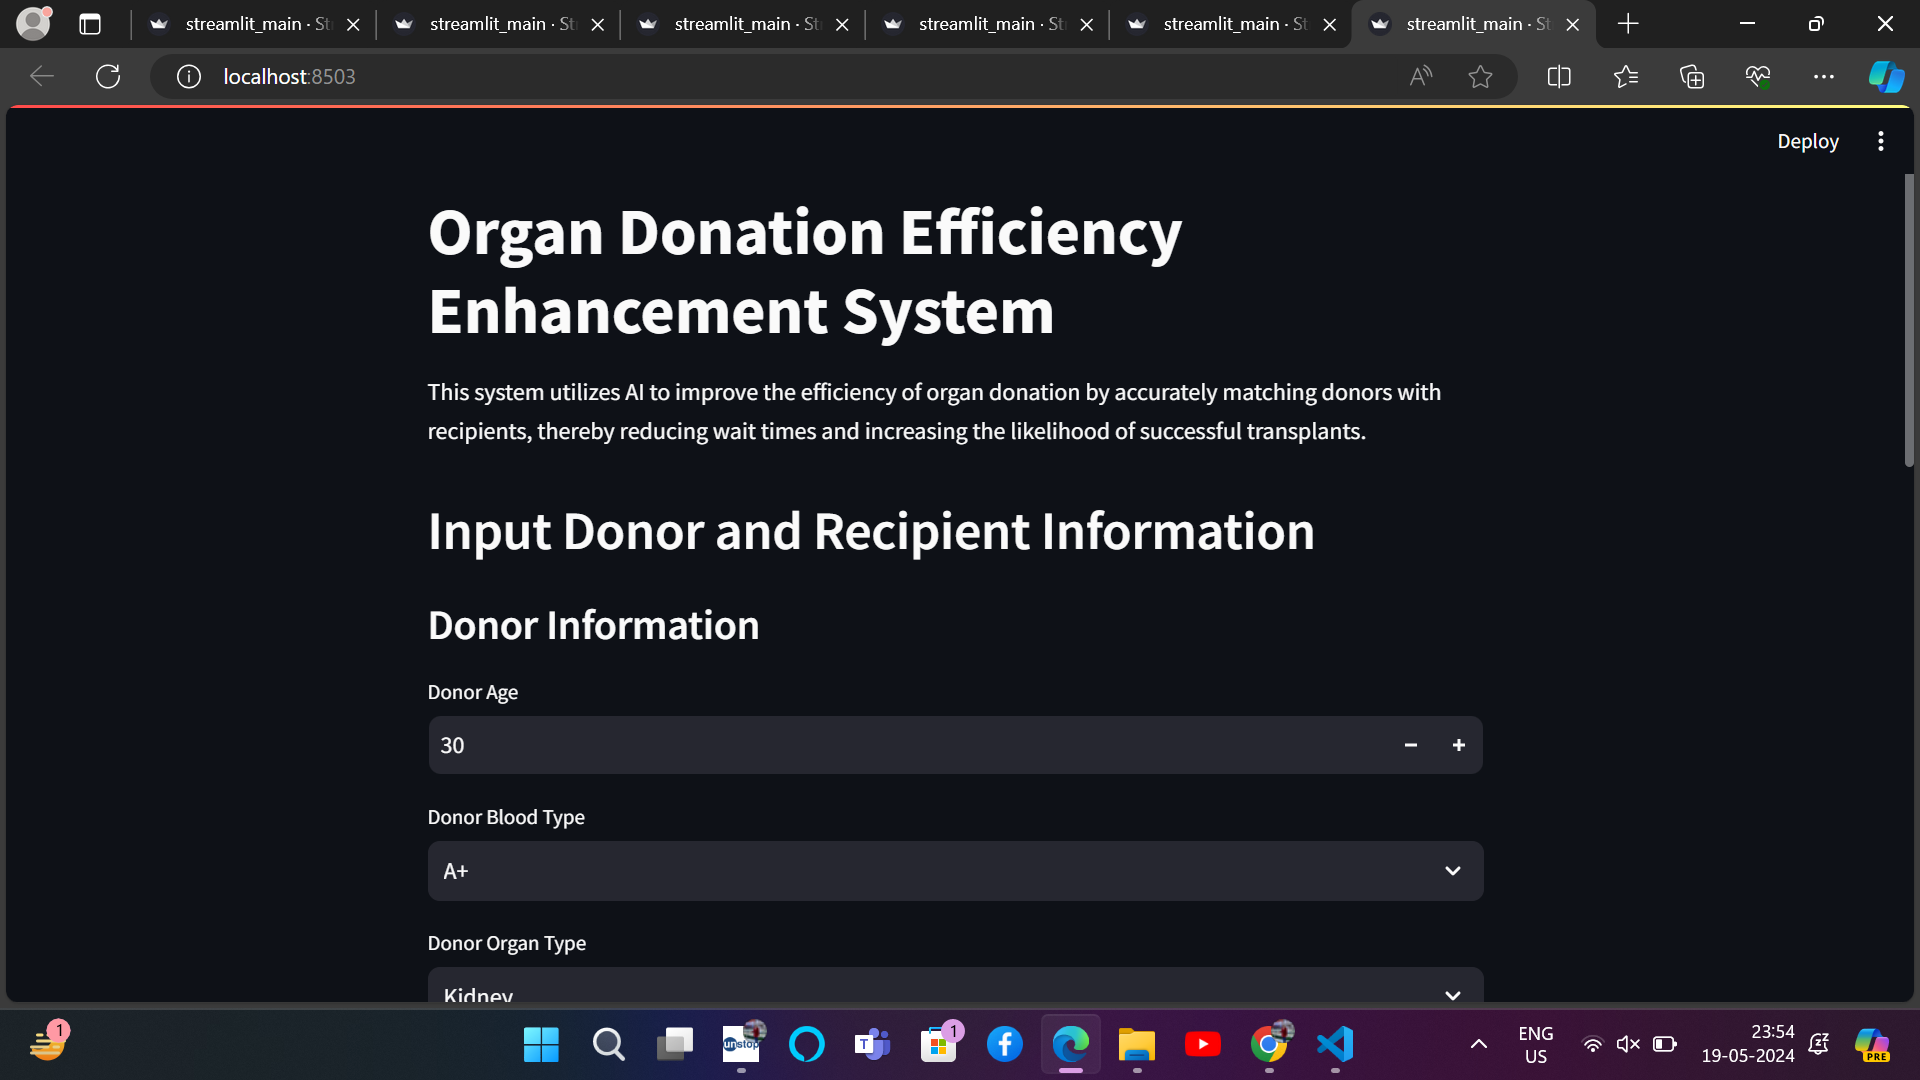 streamlit_main · St
streamlit_main · St
streamlit_main · St
streamlit_main · St
streamlit_main · St
streamlit_main · St
localhost:8503
Deploy
Organ Donation Efficiency
Enhancement System
This system utilizes AI to improve the efficiency of organ donation by accurately matching donors with
recipients, thereby reducing wait times and increasing the likelihood of successful transplants.
Input Donor and Recipient Information
Donor Information
Donor Age
30
Donor Blood Type
A+
Donor Organ Type
Kidney
1
unstop
T
1
ENG
US
23:54
19-05-2024
PRE